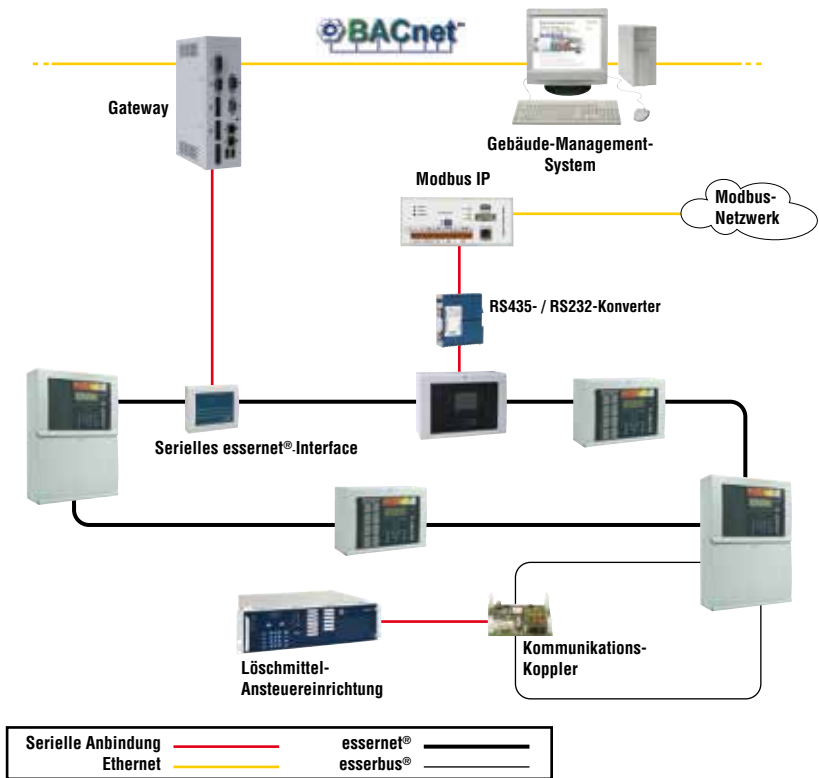 BACnet™
Gateway
Gebäude-Management-
System
Modbus IP
Modbus-
Netzwerk
RS435- / RS232-Konverter
Serielles essernet®-Interface
Löschmittel-
Ansteuereinrichtung
Kommunikations-
Koppler
Serielle Anbindung
essernet®
Ethernet
esserbus®